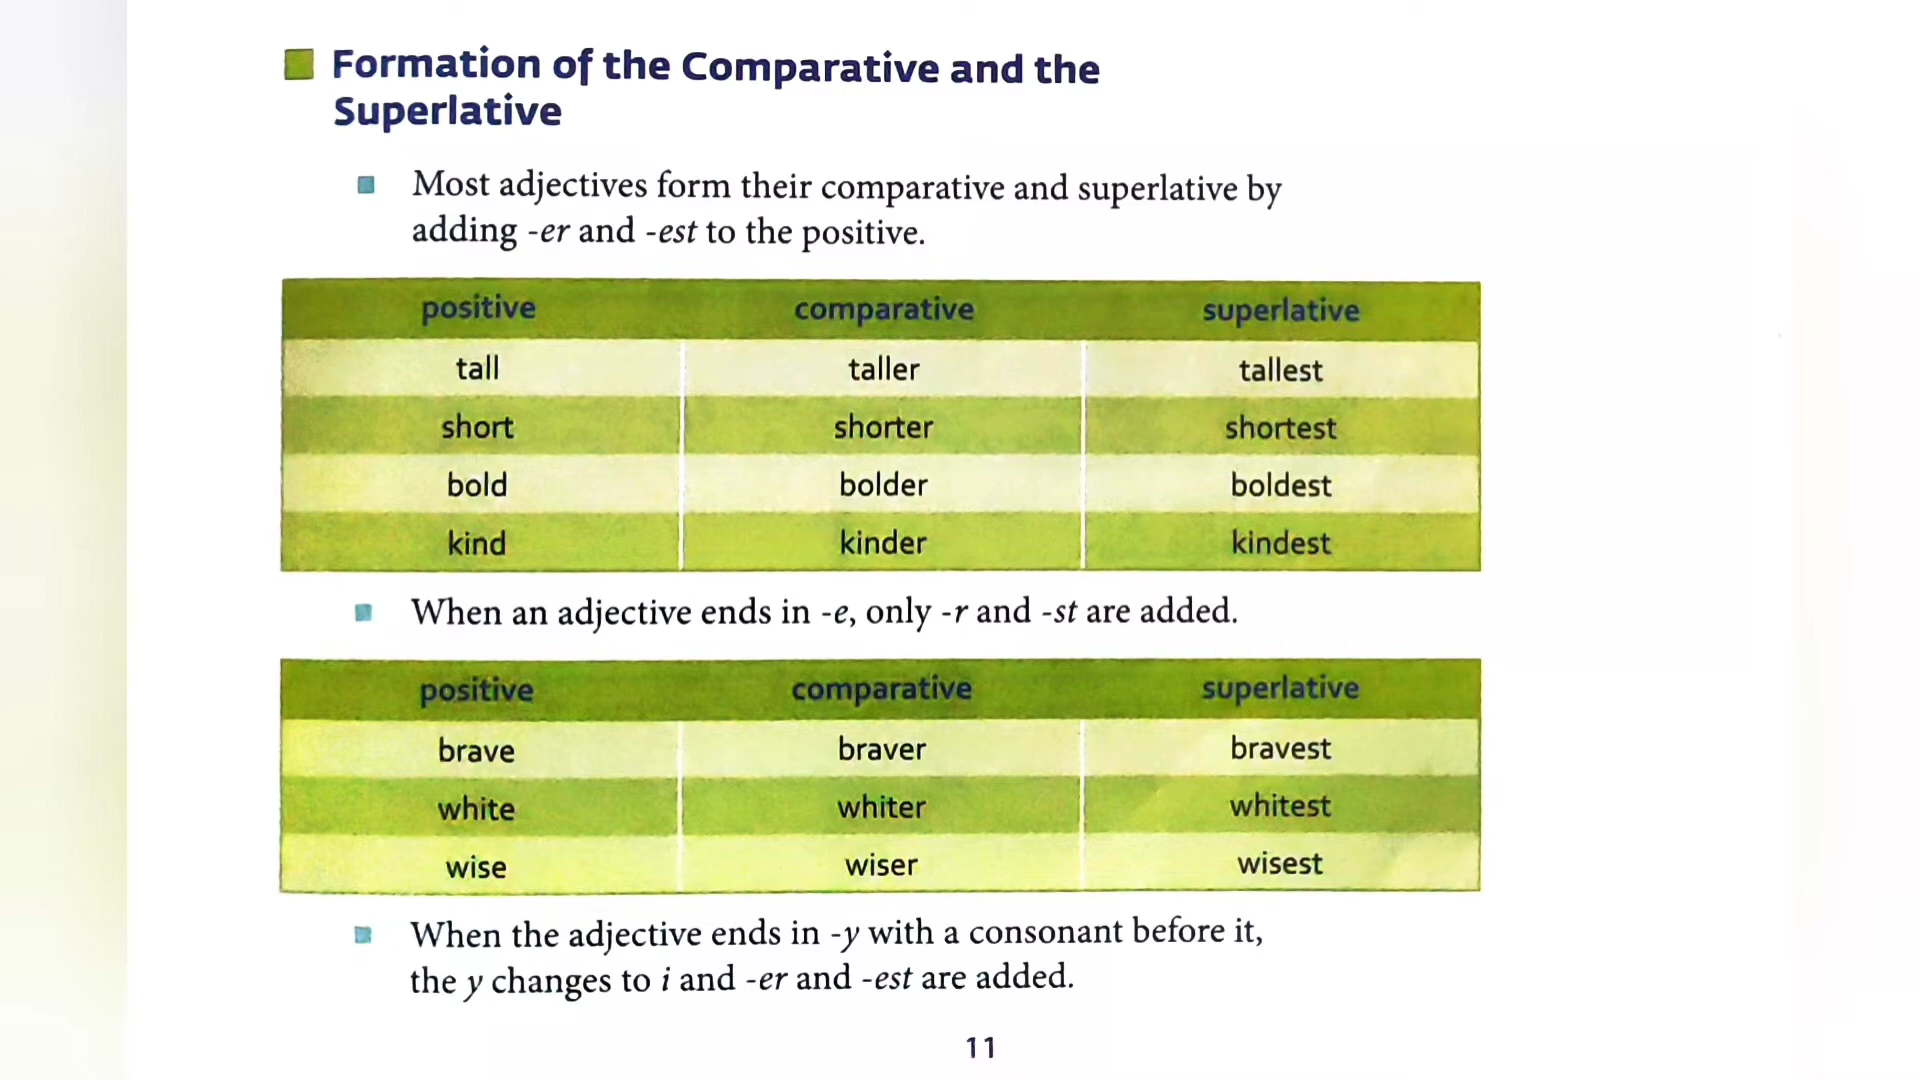 Formation of the Comparative and the
Superlative
Most adjectives form their comparative and superlative by
adding -er and -est to the positive.
positive comparative superlative
tall taller tallest
short shorter shortest
bold bolder boldest
kind kinder kindest
When an adjective ends in -e, only -r and -st are added.
positive comparative superlative
brave braver bravest
white whiter whitest
wise wiser wisest
When the adjective ends in -y with a consonant before it,
the y changes to i and -er and -est are added.
11